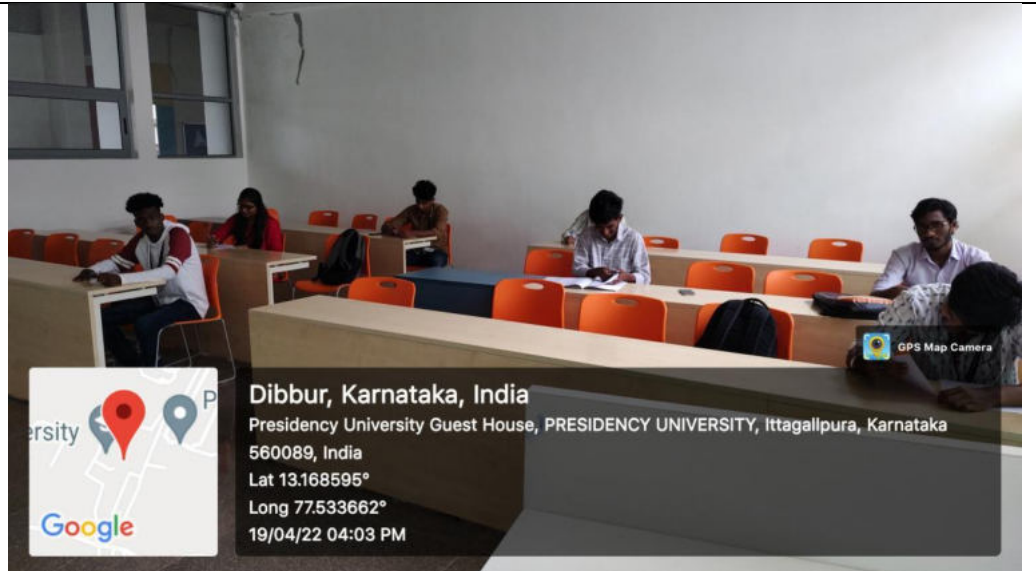 GPS Map Camera
Dibbur, Karnataka, India
Presidency University Guest House, PRESIDENCY UNIVERSITY, Ittagallpura, Karnataka
560089, India
Lat 13.168595°
Long 77.533662°
19/04/22 04:03 PM
ersity
P
Google